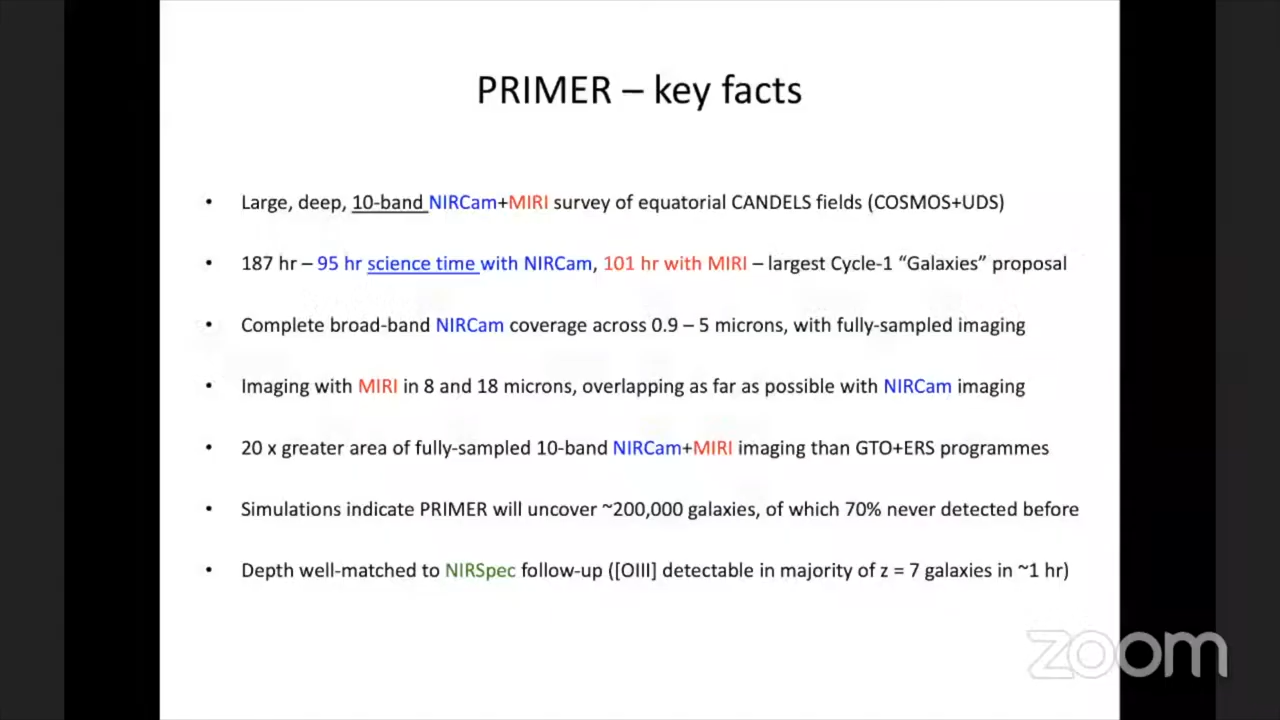 PRIMER – key facts
• Large, deep, 10-band NIRCam+MIRI survey of equatorial CANDELS fields (COSMOS+UDS)
• 187 hr – 95 hr science time with NIRCam, 101 hr with MIRI – largest Cycle-1 “Galaxies” proposal
• Complete broad-band NIRCam coverage across 0.9 – 5 microns, with fully-sampled imaging
• Imaging with MIRI in 8 and 18 microns, overlapping as far as possible with NIRCam imaging
• 20 x greater area of fully-sampled 10-band NIRCam+MIRI imaging than GTO+ERS programmes
• Simulations indicate PRIMER will uncover ~200,000 galaxies, of which 70% never detected before
• Depth well-matched to NIRSpec follow-up ([OIII] detectable in majority of z = 7 galaxies in ~1 hr)
zoom